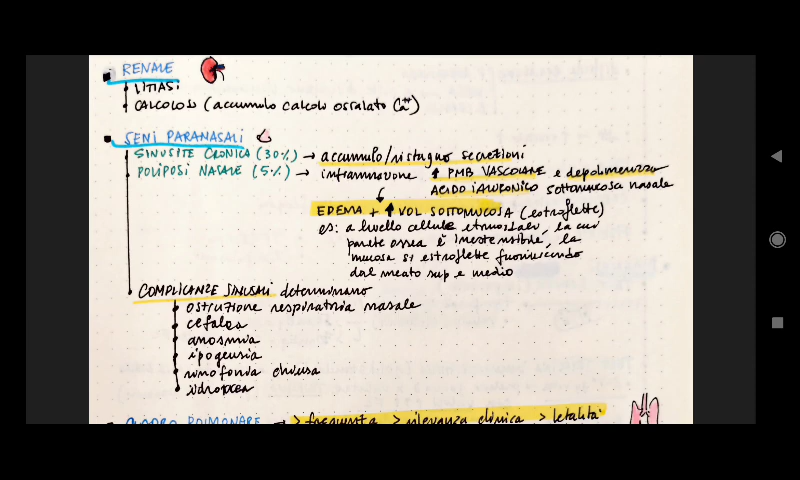 RENALE
LITIASI
CALCOLOSI (accumulo calcolo ossalato Ca++)
SENI PARANASALI
SINUSITE CRONICA (30%) → accumulo/ristagno secrezioni
POLIPOSI NASALE (5%) → infiammazione ↑ PMB VASCOLARE e depolimerizzo
ACIDO IALURONICO sottomucosa nasale
EDEMA + ↑ VOL SOTTOMUCOSA (estroflette)
es: a livello cellule etmoidali, la cui
parete ossea è inestensibile, la
mucosa si estroflette fuoriuscendo
dal meato sup e medio
COMPLICANZE SINUSALI determinano
ostruzione respiratoria nasale
cefalea
anosmia
ipogeusia
rinofonia chiusa
QUADRO POLMONARE → > frequenza > rilevanza clinica > letalità